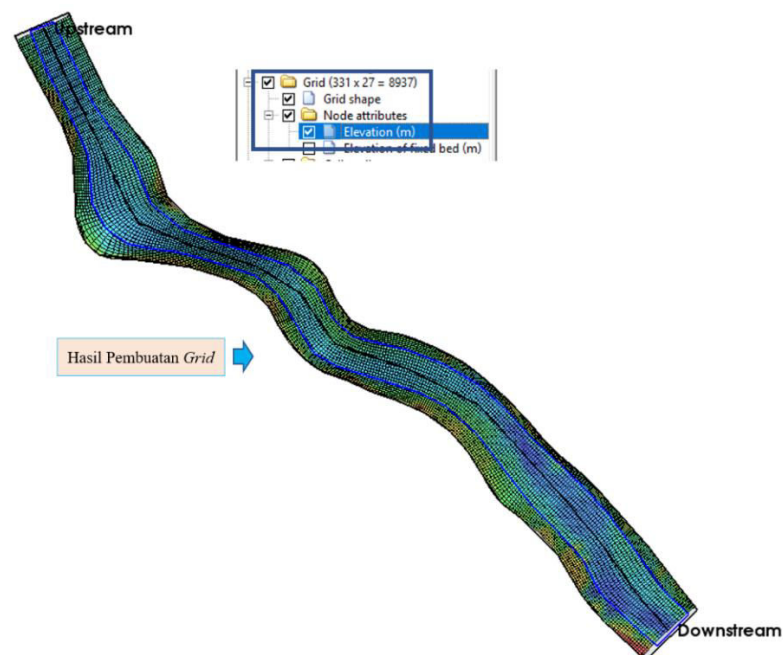 Upstream
Grid (331 x 27 = 8937)
Grid shape
Node attributes
Elevation (m)
Elevation of fixed bed (m)
Hasil Pembuatan Grid
Downstream